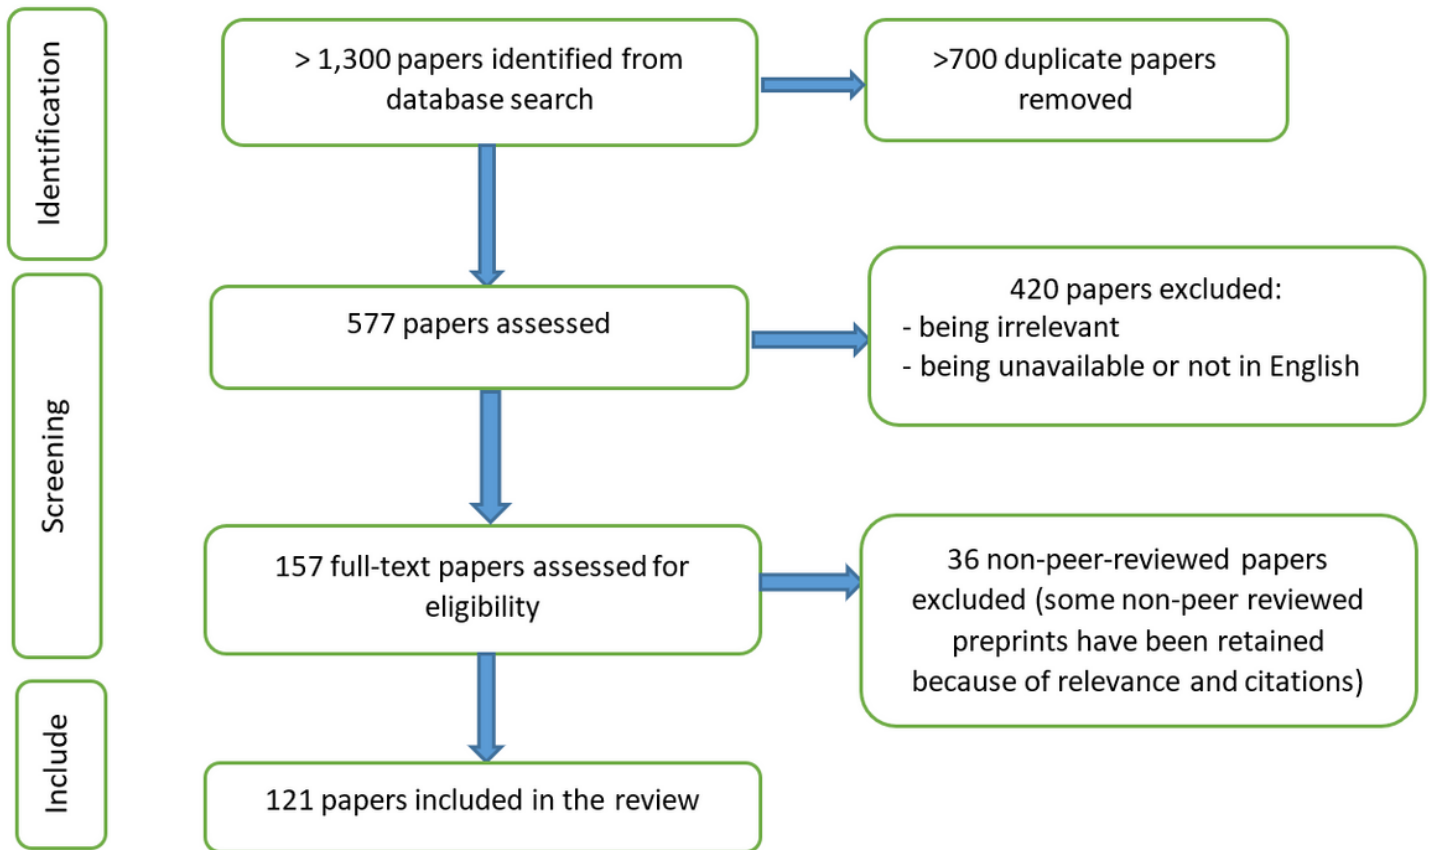 Identification
> 1,300 papers identified from
database search
>700 duplicate papers
removed
Screening
577 papers assessed
420 papers excluded:
- being irrelevant
- being unavailable or not in English
157 full-text papers assessed for
eligibility
36 non-peer-reviewed papers
excluded (some non-peer reviewed
preprints have been retained
because of relevance and citations)
Include
121 papers included in the review